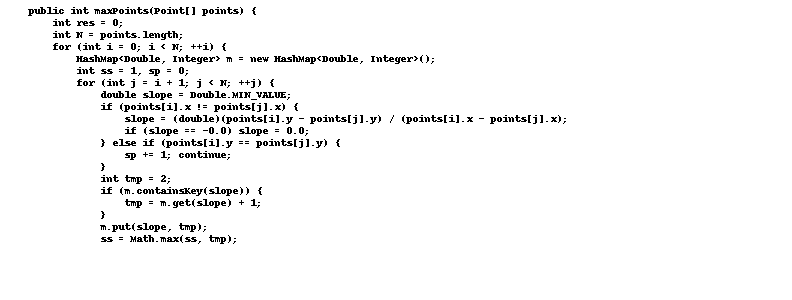 public int maxPoints(Point[] points) {
int res = 0;
int N = points.length;
for (int i = 0; i < N; ++i) {
HashMap<Double, Integer> m = new HashMap<Double, Integer>();
int ss = 1, sp = 0;
for (int j = i + 1; j < N; ++j) {
double slope = Double.MIN_VALUE;
if (points[i].x != points[j].x) {
slope = (double)(points[i].y - points[j].y) / (points[i].x - points[j].x);
if (slope == -0.0) slope = 0.0;
} else if (points[i].y == points[j].y) {
sp += 1; continue;
}
int tmp = 2;
if (m.containsKey(slope)) {
tmp = m.get(slope) + 1;
}
m.put(slope, tmp);
ss = Math.max(ss, tmp);